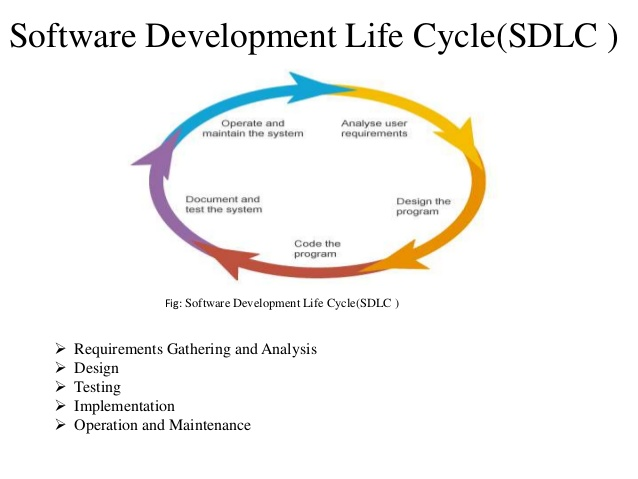 Software Development Life Cycle(SDLC )
Operate and
maintain the system
Analyse user
requirements
Document and
test the system
Design the
program
Code the
program
Fig: Software Development Life Cycle(SDLC )
➢ Requirements Gathering and Analysis
➢ Design
➢ Testing
➢ Implementation
➢ Operation and Maintenance